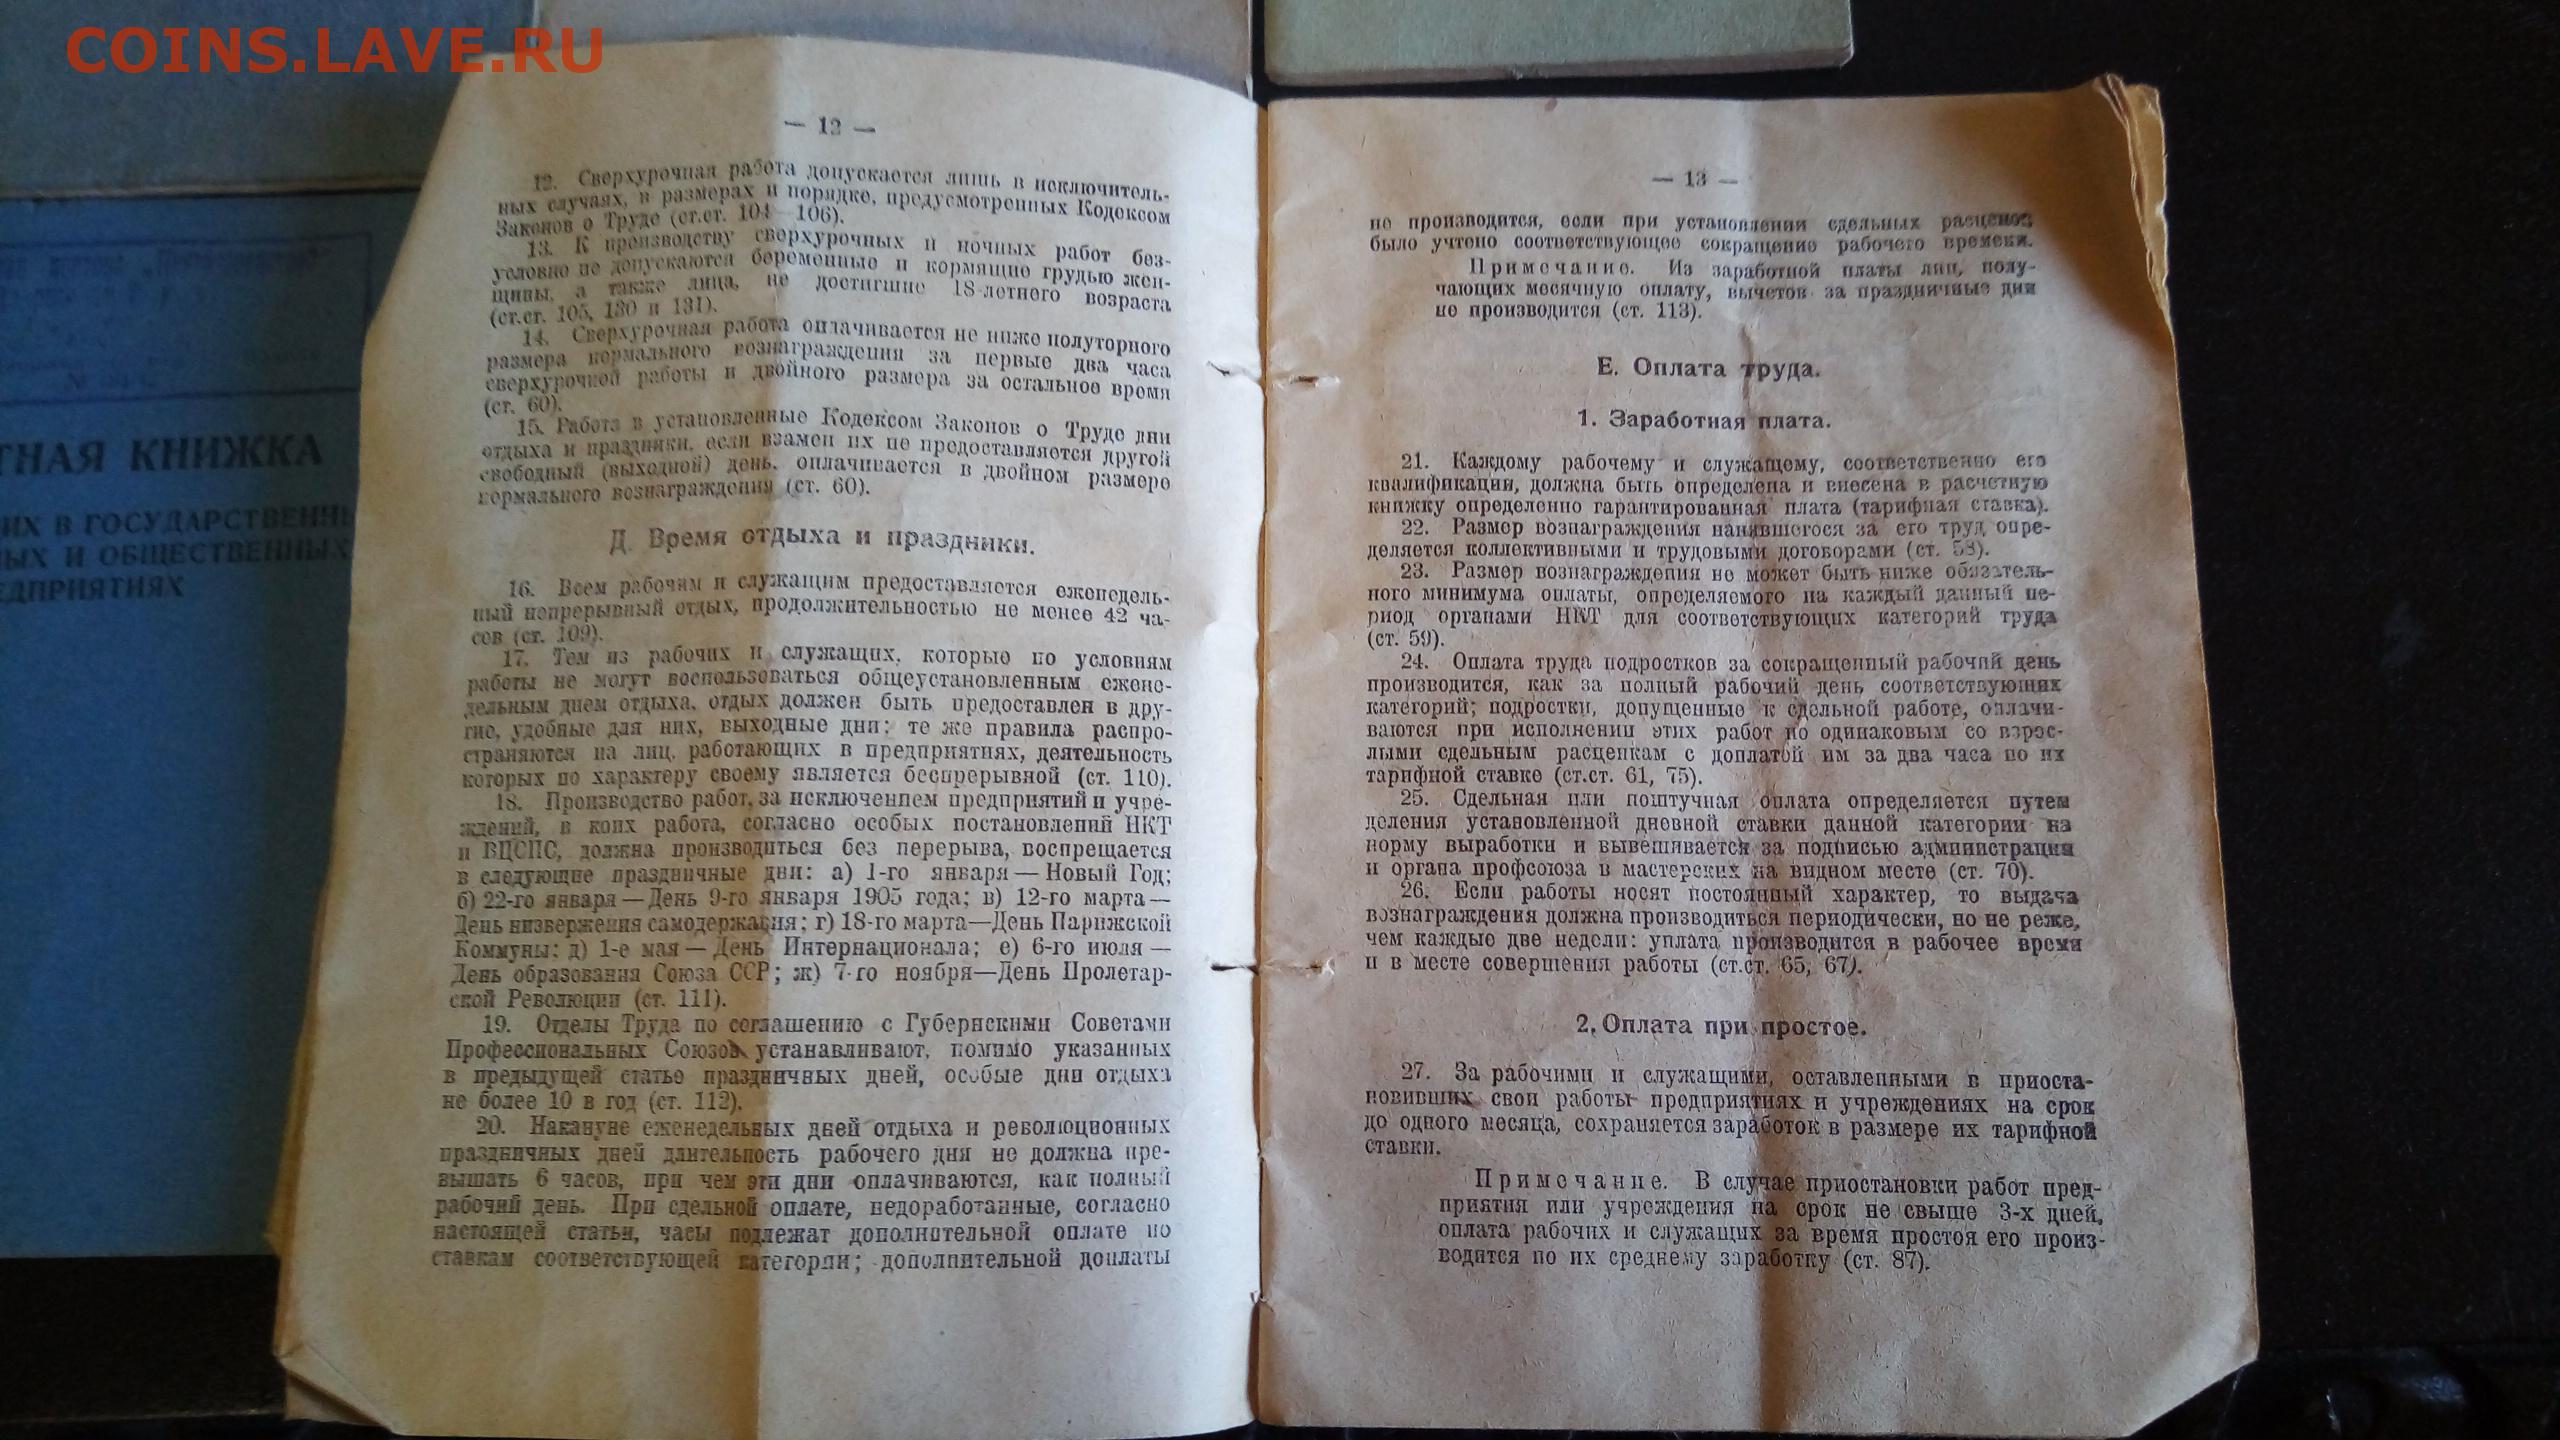 COINS.LAVE.RU
ТНАЯ КНИЖКА
ИХ В ГОСУДАРСТВЕНН
НЫХ И ОБЩЕСТВЕННЫХ
ЕДПРИЯТИЯХ
— 12 —
12. Сверхурочная работа допускается лишь в исключитель-
ных случаях, в размерах и порядке, предусмотренных Кодексом
Законов о Труде (ст.ст. 104—106).
13. К производству сверхурочных и ночных работ без-
условно не допускаются беременные и кормящие грудью жен-
щины, а также лица, не достигшие 18-летнего возраста
(ст.ст. 105, 130 и 131).
14. Сверхурочная работа оплачивается не ниже полуторного
размера нормального вознаграждения за первые два часа
сверхурочной работы и двойного размера за остальное время
(ст. 60).
15. Работа в установленные Кодексом Законов о Труде дни
отдыха и праздники, если взамен их не предоставляется другой
свободный (выходной) день, оплачивается в двойном размере
нормального вознаграждения (ст. 60).
Д. Время отдыха и праздники.
16. Всем рабочим и служащим предоставляется еженедель-
ный непрерывный отдых, продолжительностью не менее 42 ча-
сов (ст. 109).
17. Тем из рабочих и служащих, которые по условиям
работы не могут воспользоваться общеустановленным ежене-
дельным днем отдыха, отдых должен быть предоставлен в дру-
гие, удобные для них, выходные дни; те же правила распро-
страняются на лиц, работающих в предприятиях, деятельность
которых по характеру своему является беспрерывной (ст. 110).
18. Производство работ, за исключением предприятий и учре-
ждений, в коих работа, согласно особых постановлений НКТ
и ВЦСПС, должна производиться без перерыва, воспрещается
в следующие праздничные дни: а) 1-го января — Новый Год;
б) 22-го января — День 9-го января 1905 года; в) 12-го марта —
День низвержения самодержавия; г) 18-го марта—День Парижской
Коммуны; д) 1-е мая — День Интернационала; е) 6-го июля —
День образования Союза ССР; ж) 7-го ноября—День Пролетар-
ской Революции (ст. 111).
19. Отделы Труда по соглашению с Губернскими Советами
Профессиональных Союзов устанавливают, помимо указанных
в предыдущей статье праздничных дней, особые дни отдыха
не более 10 в год (ст. 112).
20. Накануне еженедельных дней отдыха и революционных
праздничных дней длительность рабочего дня не должна пре-
вышать 6 часов, при чем эти дни оплачиваются, как полный
рабочий день. При сдельной оплате, недоработанные, согласно
настоящей статьи, часы подлежат дополнительной оплате по
ставкам соответствующей категории; дополнительной доплаты
— 13 —
не производится, если при установлении сдельных расценок
было учтено соответствующее сокращение рабочего времени.
Примечание. Из заработной платы лиц, полу-
чающих месячную оплату, вычетов за праздничные дни
не производится (ст. 113).
Е. Оплата труда.
1. Заработная плата.
21. Каждому рабочему и служащему, соответственно его
квалификации, должна быть определена и внесена в расчетную
книжку определенно гарантированная плата (тарифная ставка).
22. Размер вознаграждения нанявшегося за его труд опре-
деляется коллективными и трудовыми договорами (ст. 58).
23. Размер вознаграждения не может быть ниже обязатель-
ного минимума оплаты, определяемого на каждый данный пе-
риод органами НКТ для соответствующих категорий труда
(ст. 59).
24. Оплата труда подростков за сокращенный рабочий день
производится, как за полный рабочий день соответствующих
категорий; подростки, допущенные к сдельной работе, оплачи-
ваются при исполнении этих работ по одинаковым со взрос-
лыми сдельным расценкам с доплатой им за два часа по их
тарифной ставке (ст.ст. 61, 75).
25. Сдельная или поштучная оплата определяется путем
деления установленной дневной ставки данной категории на
норму выработки и вывешивается за подписью администрации
и органа профсоюза в мастерских на видном месте (ст. 70).
26. Если работы носят постоянный характер, то выдача
вознаграждения должна производиться периодически, но не реже,
чем каждые две недели: уплата производится в рабочее время
и в месте совершения работы (ст.ст. 65, 67).
2. Оплата при простое.
27. За рабочими и служащими, оставленными в приоста-
новивших свои работы предприятиях и учреждениях на срок
до одного месяца, сохраняется заработок в размере их тарифной
ставки.
Примечание. В случае приостановки работ пред-
приятия или учреждения на срок не свыше 3-х дней,
оплата рабочих и служащих за время простоя его произ-
водится по их среднему заработку (ст. 87).